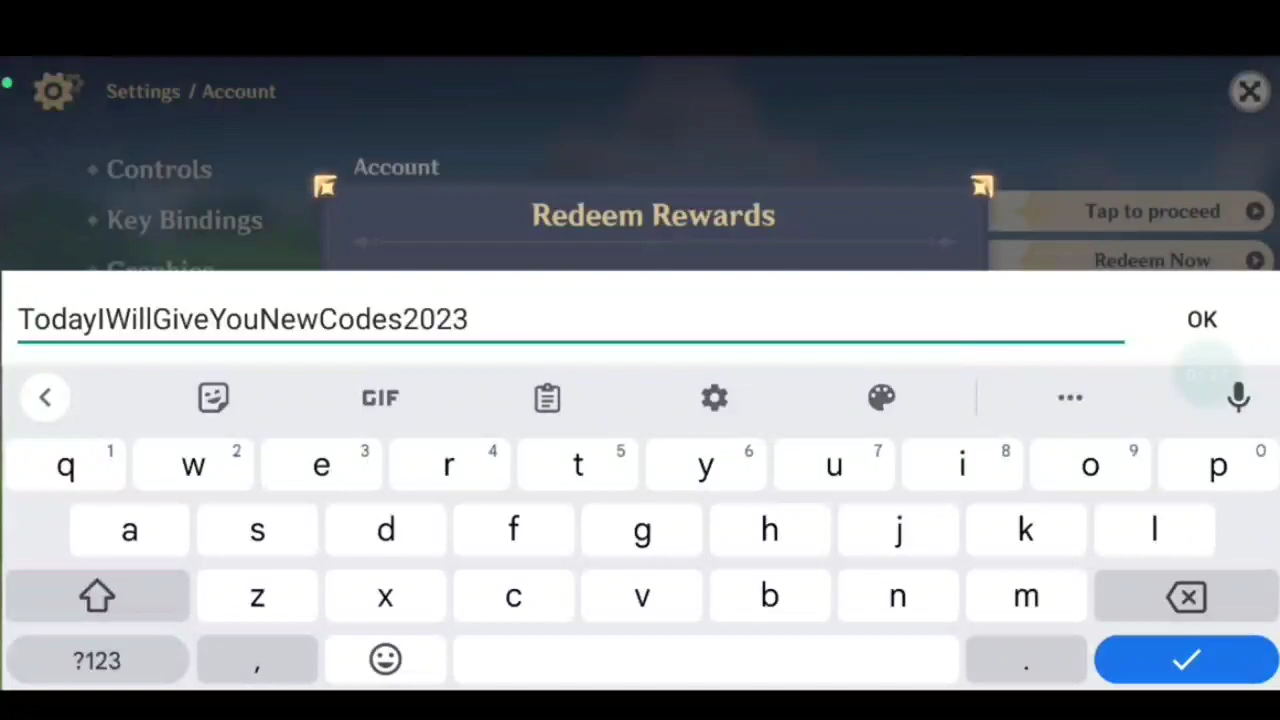 Settings / Account
Controls
Account
Key Bindings
Redeem Rewards
Tap to proceed
Graphics
Redeem Now
TodayIWillGiveYouNewCodes2023
OK
GIF
q 1 w 2 e 3 r 4 t 5 y 6 u 7 i 8 o 9 p 0
a s d f g h j k l
z x c v b n m
?123 , .